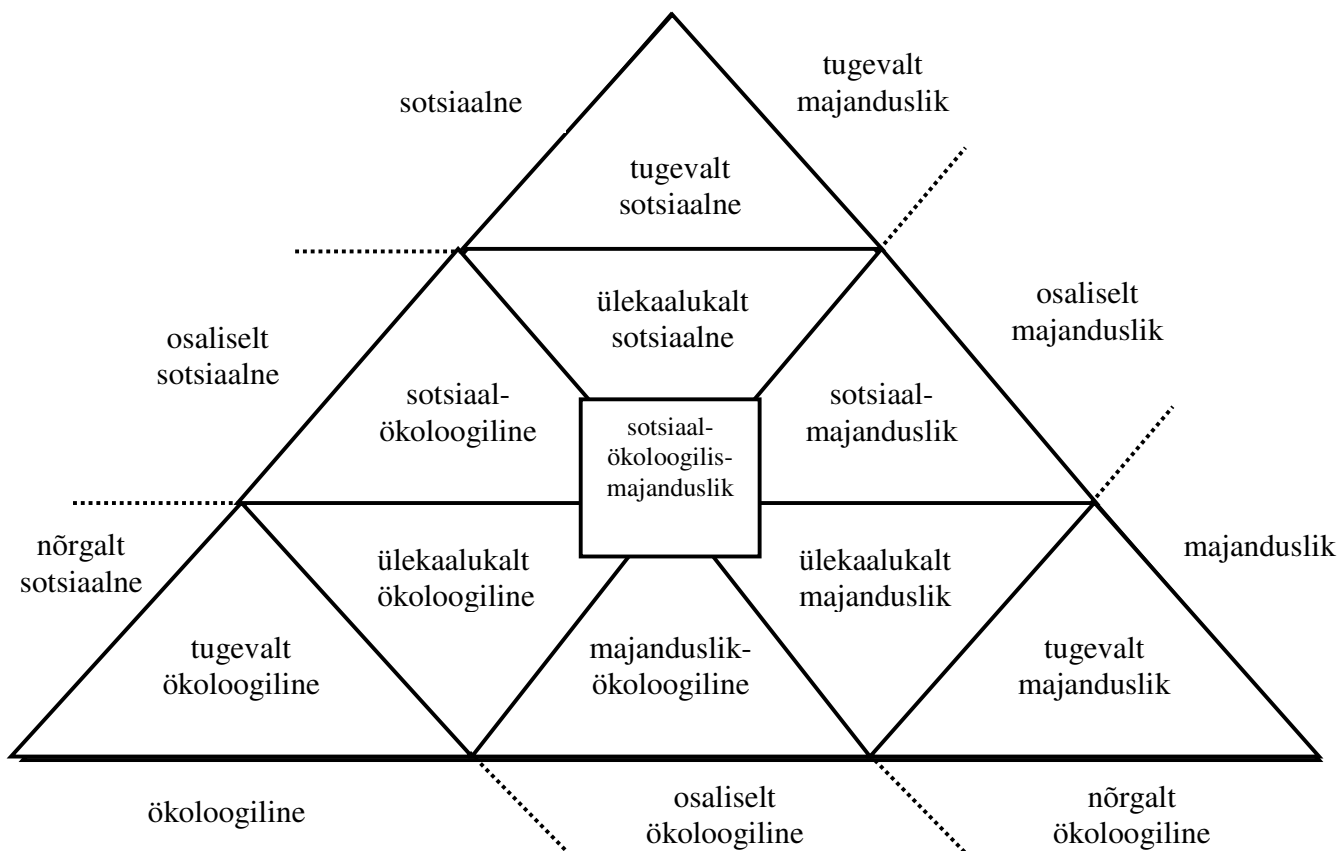 sotsiaalne
tugevalt
majanduslik
tugevalt
sotsiaalne
ülekaalukalt
sotsiaalne
osaliselt
majanduslik
osaliselt
sotsiaalne
sotsiaal-
ökoloogiline
sotsiaal-
ökoloogilis-
majanduslik
sotsiaal-
majanduslik
nõrgalt
sotsiaalne
ülekaalukalt
ökoloogiline
ülekaalukalt
majanduslik
majanduslik
tugevalt
ökoloogiline
majanduslik-
ökoloogiline
tugevalt
majanduslik
ökoloogiline
osaliselt
ökoloogiline
nõrgalt
ökoloogiline